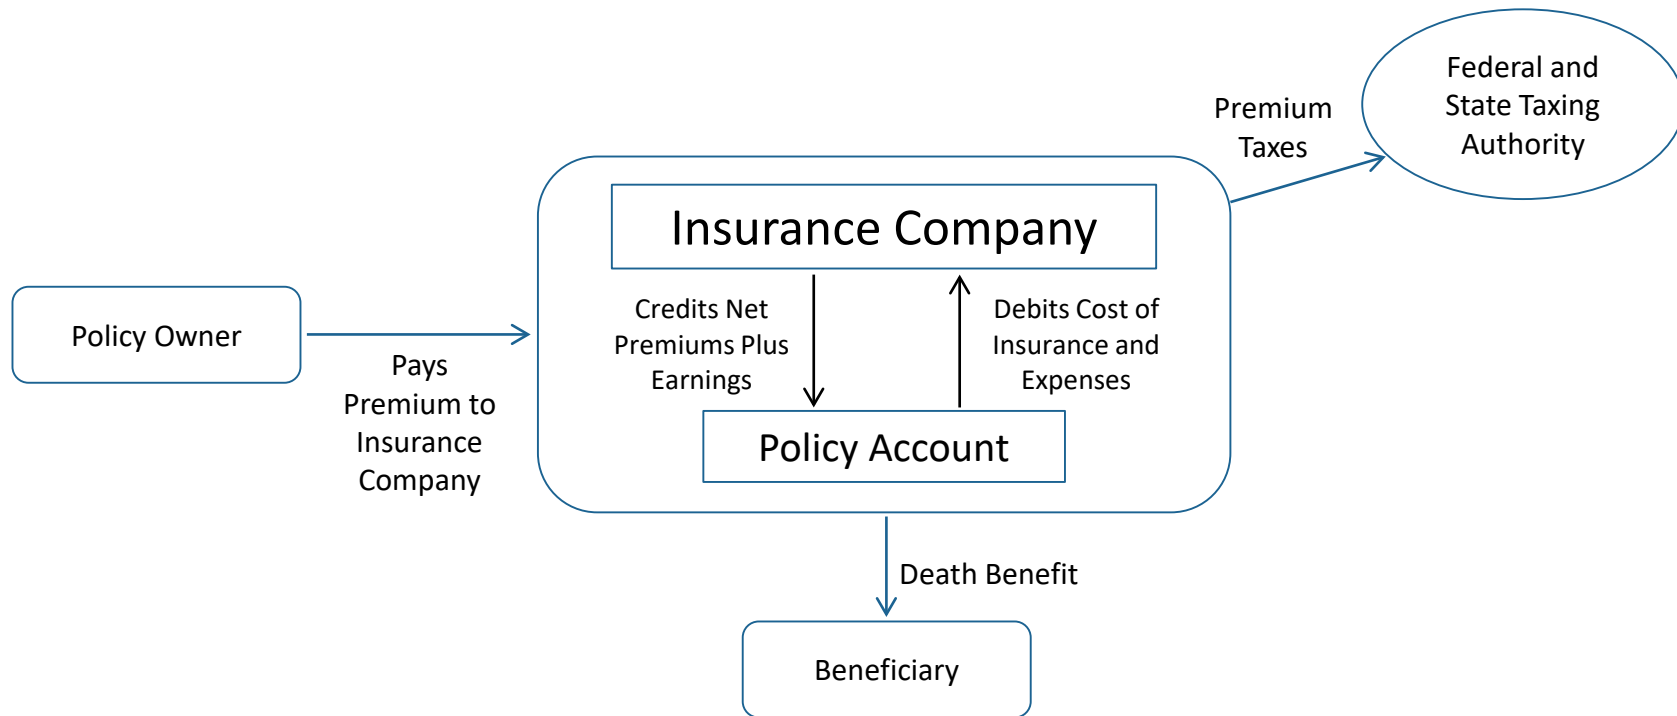 Federal and
State Taxing
Authority
Premium
Taxes
Insurance Company
Policy Owner
Pays
Premium to
Insurance
Company
Credits Net
Premiums Plus
Earnings
Debits Cost of
Insurance and
Expenses
Policy Account
Death Benefit
Beneficiary